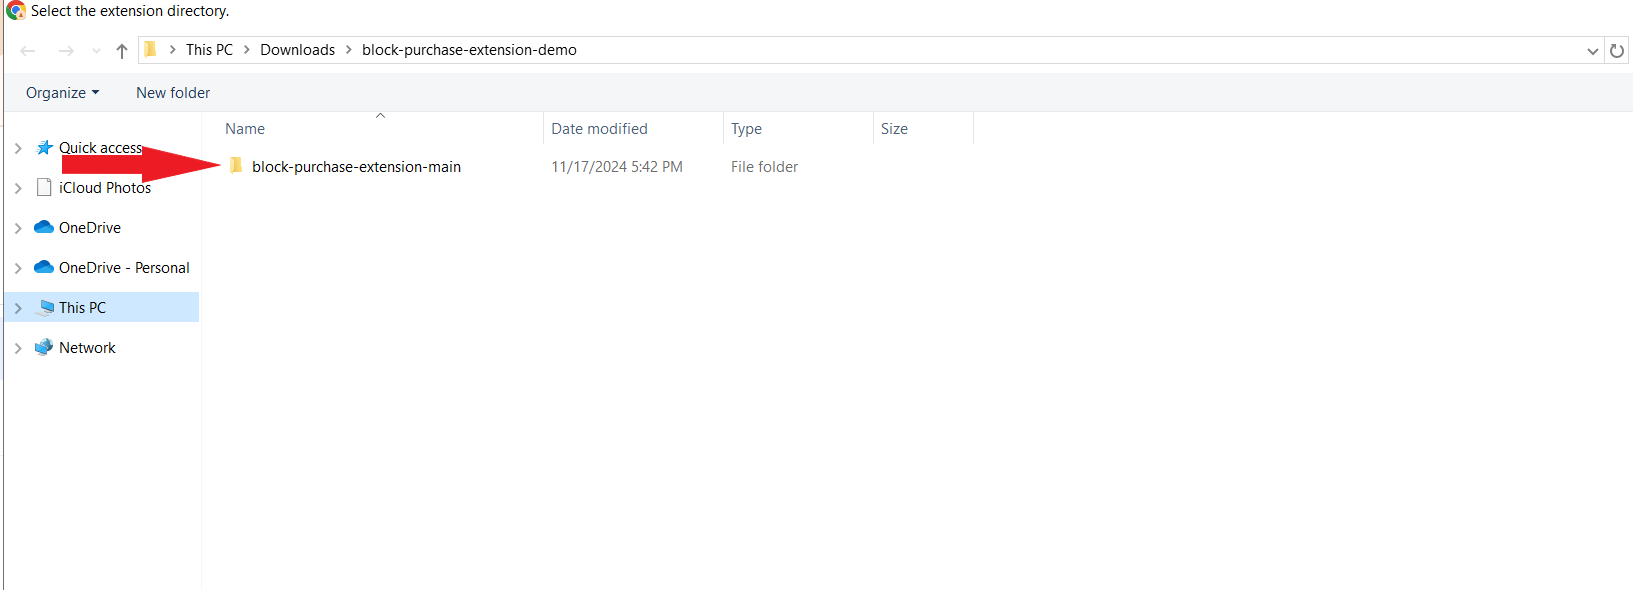 Select the extension directory.
This PC > Downloads > block-purchase-extension-demo
Organize New folder
Name Date modified Type Size
Quick access
block-purchase-extension-main 11/17/2024 5:42 PM File folder
iCloud Photos
OneDrive
OneDrive - Personal
This PC
Network